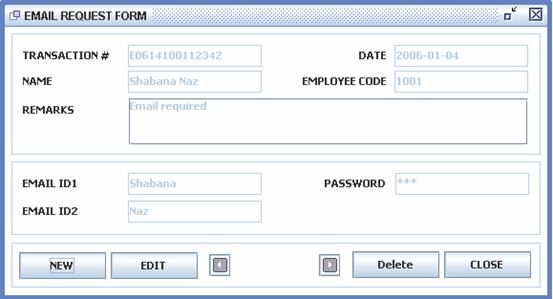 EMAIL REQUEST FORM
TRANSACTION # E0614100112342 DATE 2006-01-04
NAME Shabana Naz EMPLOYEE CODE 1001
REMARKS Email required
EMAIL ID1 Shabana PASSWORD ***
EMAIL ID2 Naz
NEW EDIT Delete CLOSE